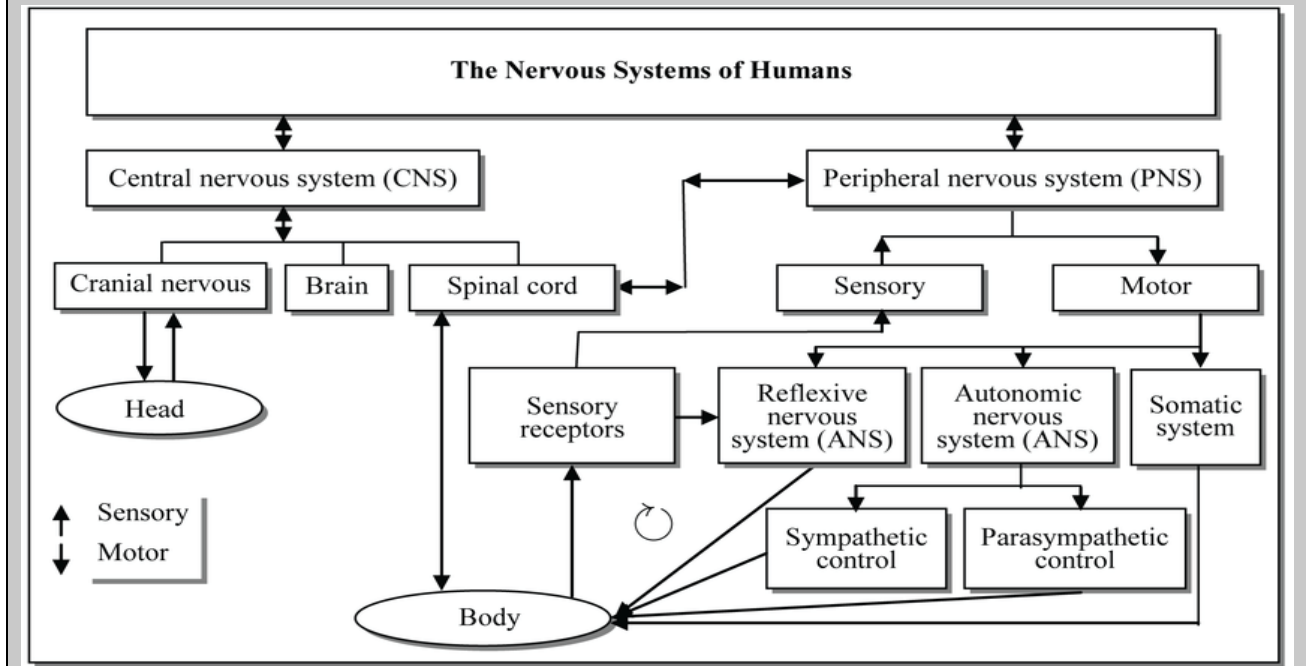 The Nervous Systems of Humans
Central nervous system (CNS)
Peripheral nervous system (PNS)
Cranial nervous
Brain
Spinal cord
Sensory
Motor
Head
Sensory
receptors
Reflexive
nervous
system (ANS)
Autonomic
nervous
system (ANS)
Somatic
system
Sensory
Motor
Sympathetic
control
Parasympathetic
control
Body